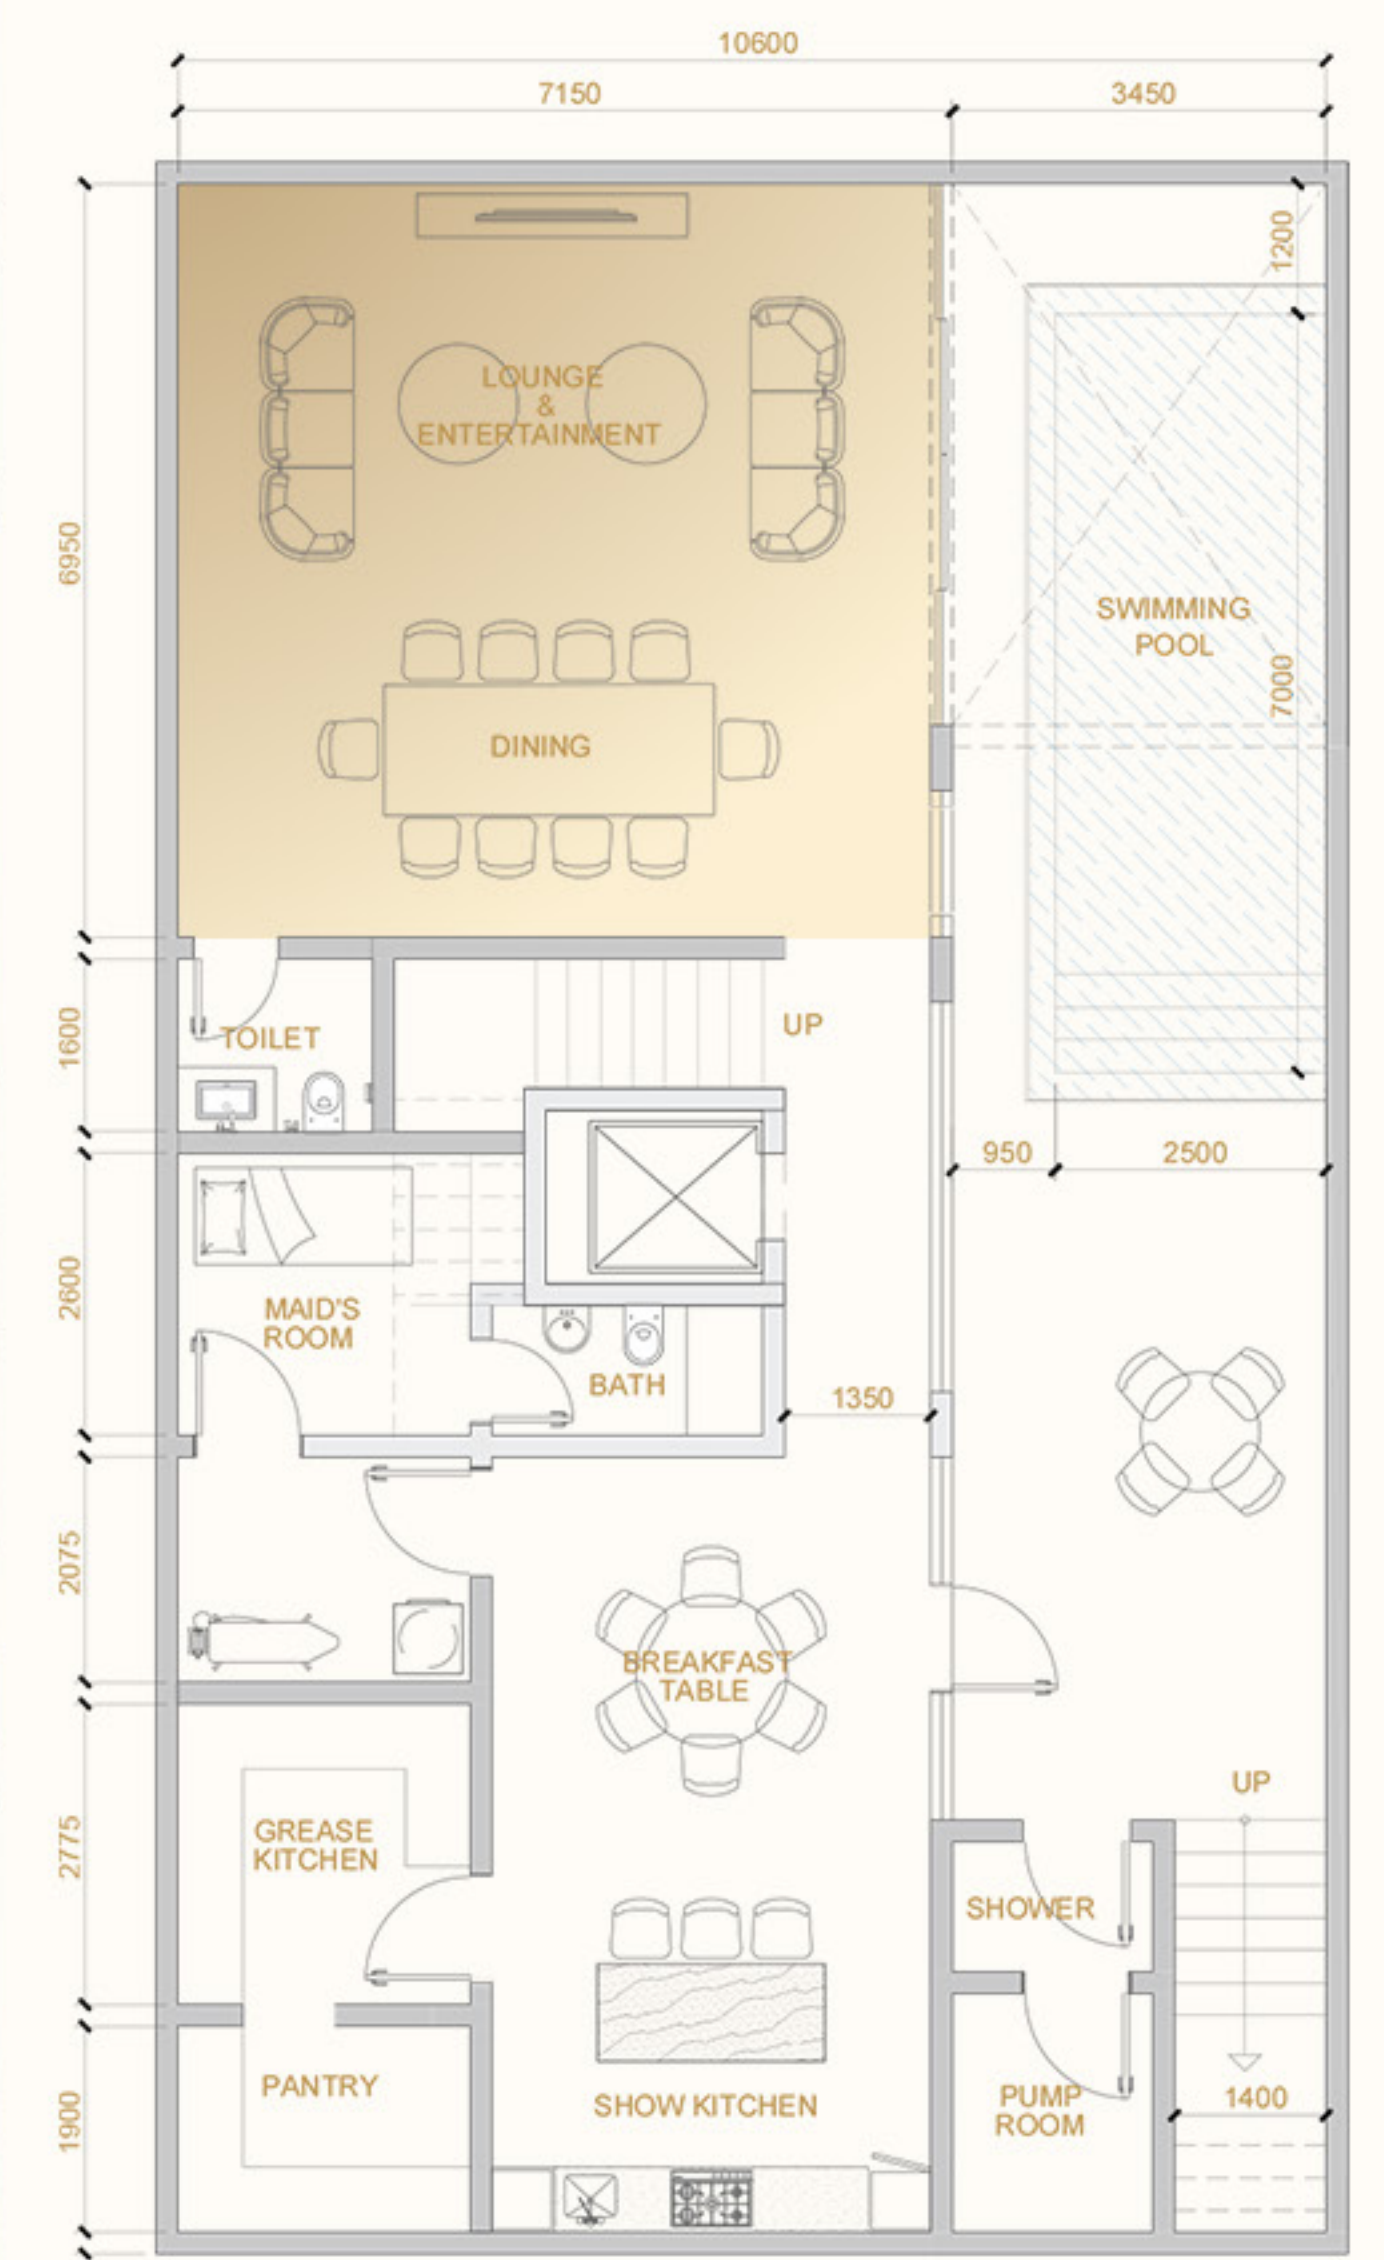 10600
7150
3450
1200
LOUNGE
&
ENTERTAINMENT
6950
SWIMMING
POOL
7000
DINING
1600
TOILET
UP
950
2500
2600
MAID'S
ROOM
BATH
1350
2075
BREAKFAST
TABLE
UP
2775
GREASE
KITCHEN
SHOWER
PANTRY
SHOW KITCHEN
PUMP
ROOM
1400
1900